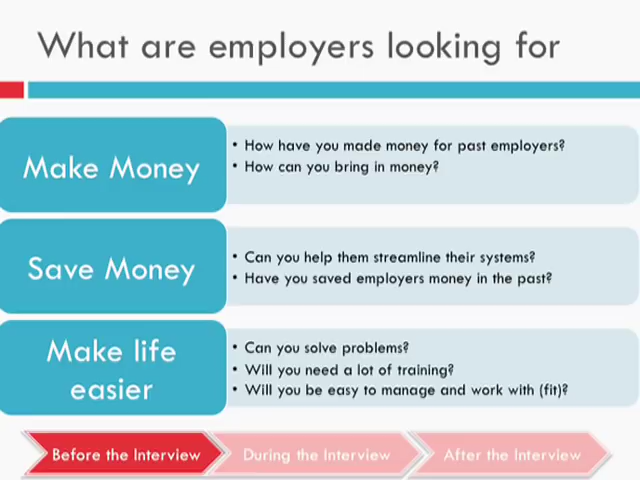 What are employers looking for
Make Money
• How have you made money for past employers?
• How can you bring in money?
Save Money
• Can you help them streamline their systems?
• Have you saved employers money in the past?
Make life
easier
• Can you solve problems?
• Will you need a lot of training?
• Will you be easy to manage and work with (fit)?
Before the Interview
During the Interview
After the Interview